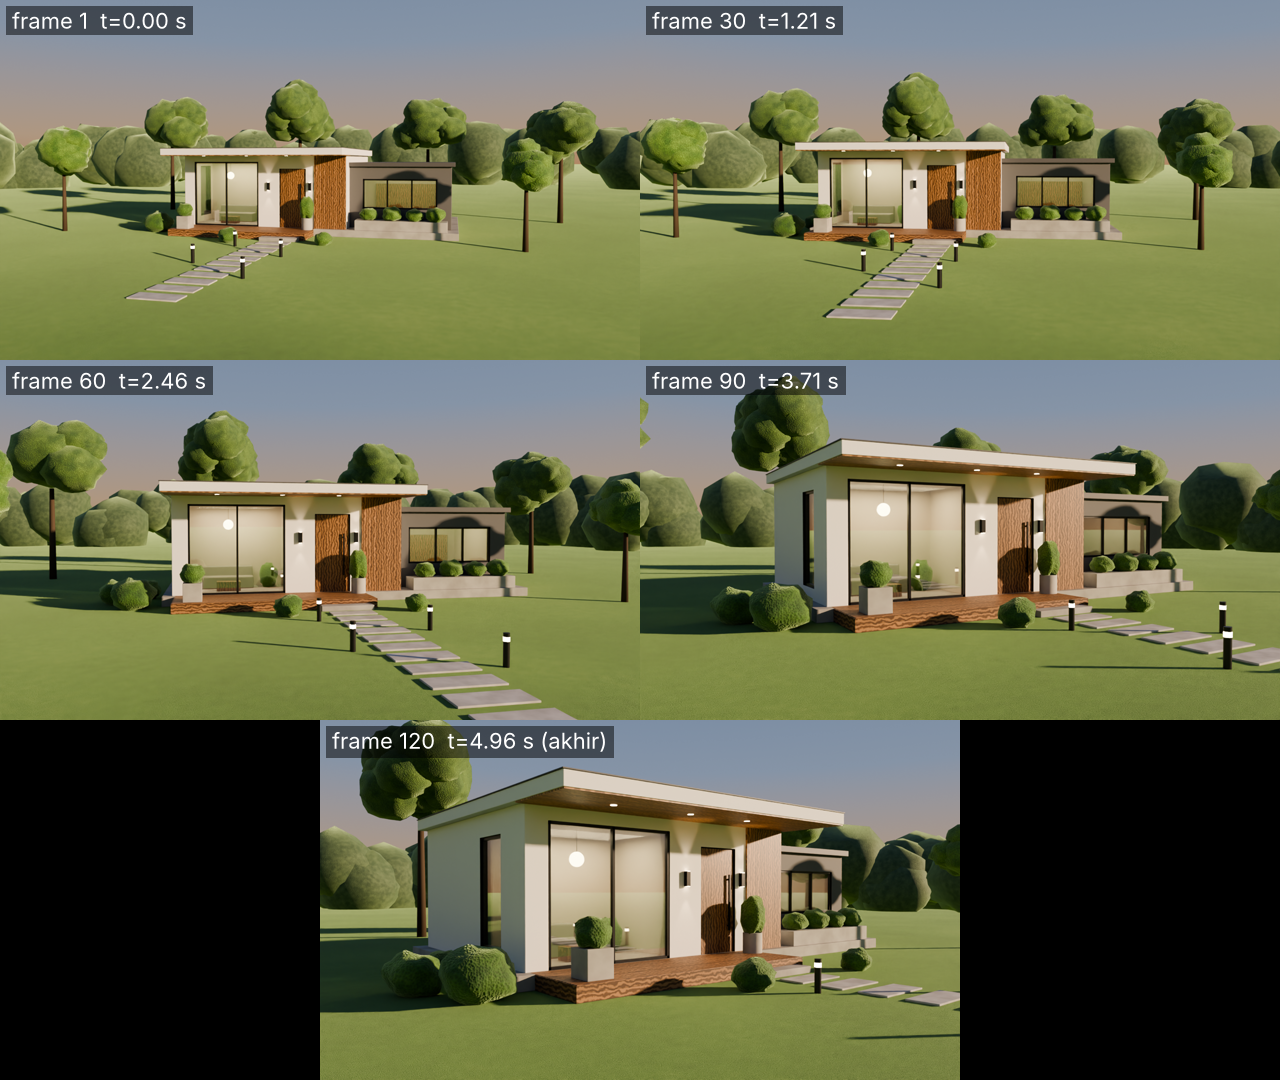 frame 1 t=0.00 s
frame 30 t=1.21 s
frame 60 t=2.46 s
frame 90 t=3.71 s
frame 120 t=4.96 s (akhir)